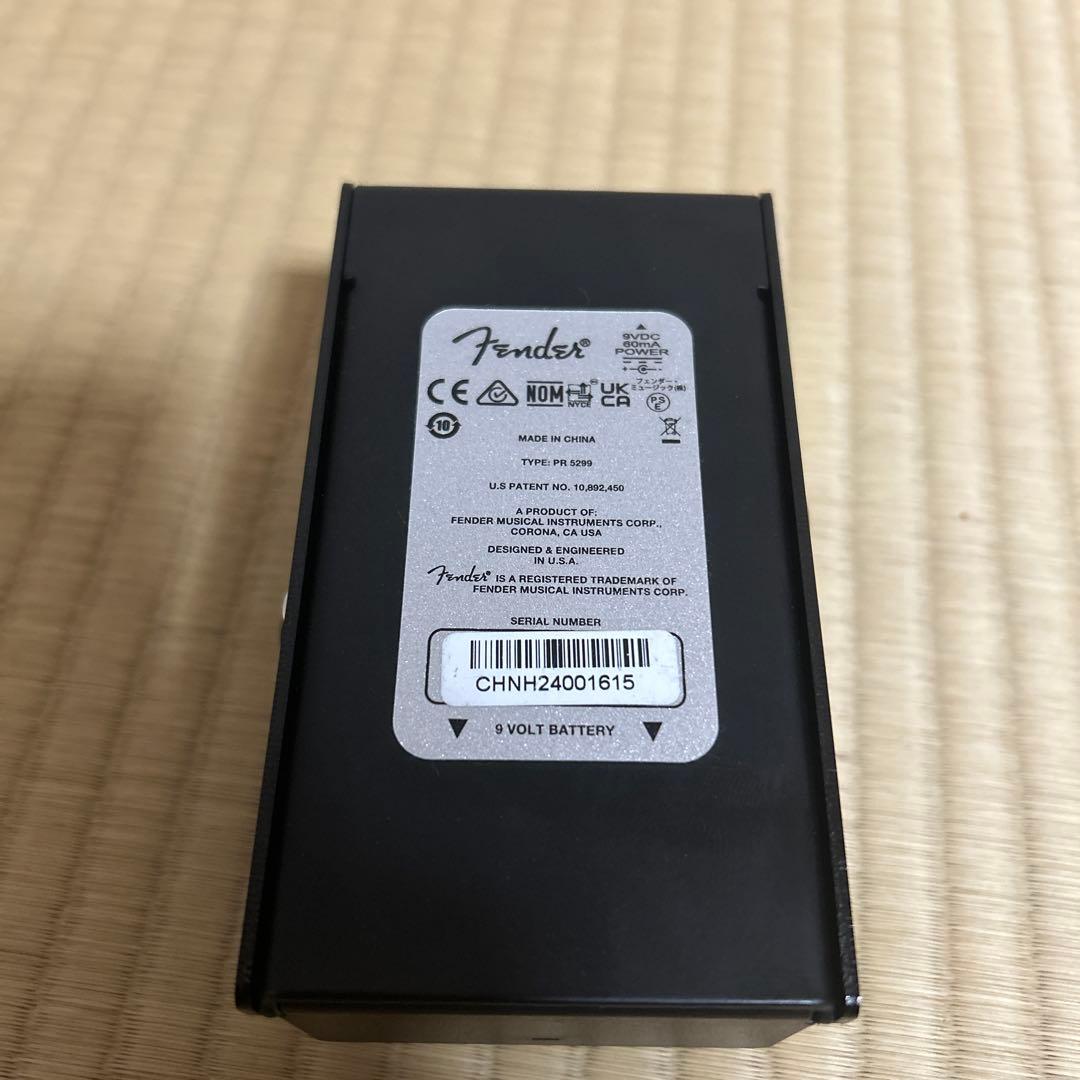 Fender®
9VDC
60mA
POWER
CE
NOM
NYCE
UK
CA
フェンダー・
ミュージック(株)
PS
E
10
MADE IN CHINA
TYPE: PR 5299
U.S PATENT NO. 10,892,450
A PRODUCT OF:
FENDER MUSICAL INSTRUMENTS CORP.,
CORONA, CA USA
DESIGNED & ENGINEERED
IN U.S.A.
Fender® IS A REGISTERED TRADEMARK OF
FENDER MUSICAL INSTRUMENTS CORP.
SERIAL NUMBER
CHNH24001615
9 VOLT BATTERY